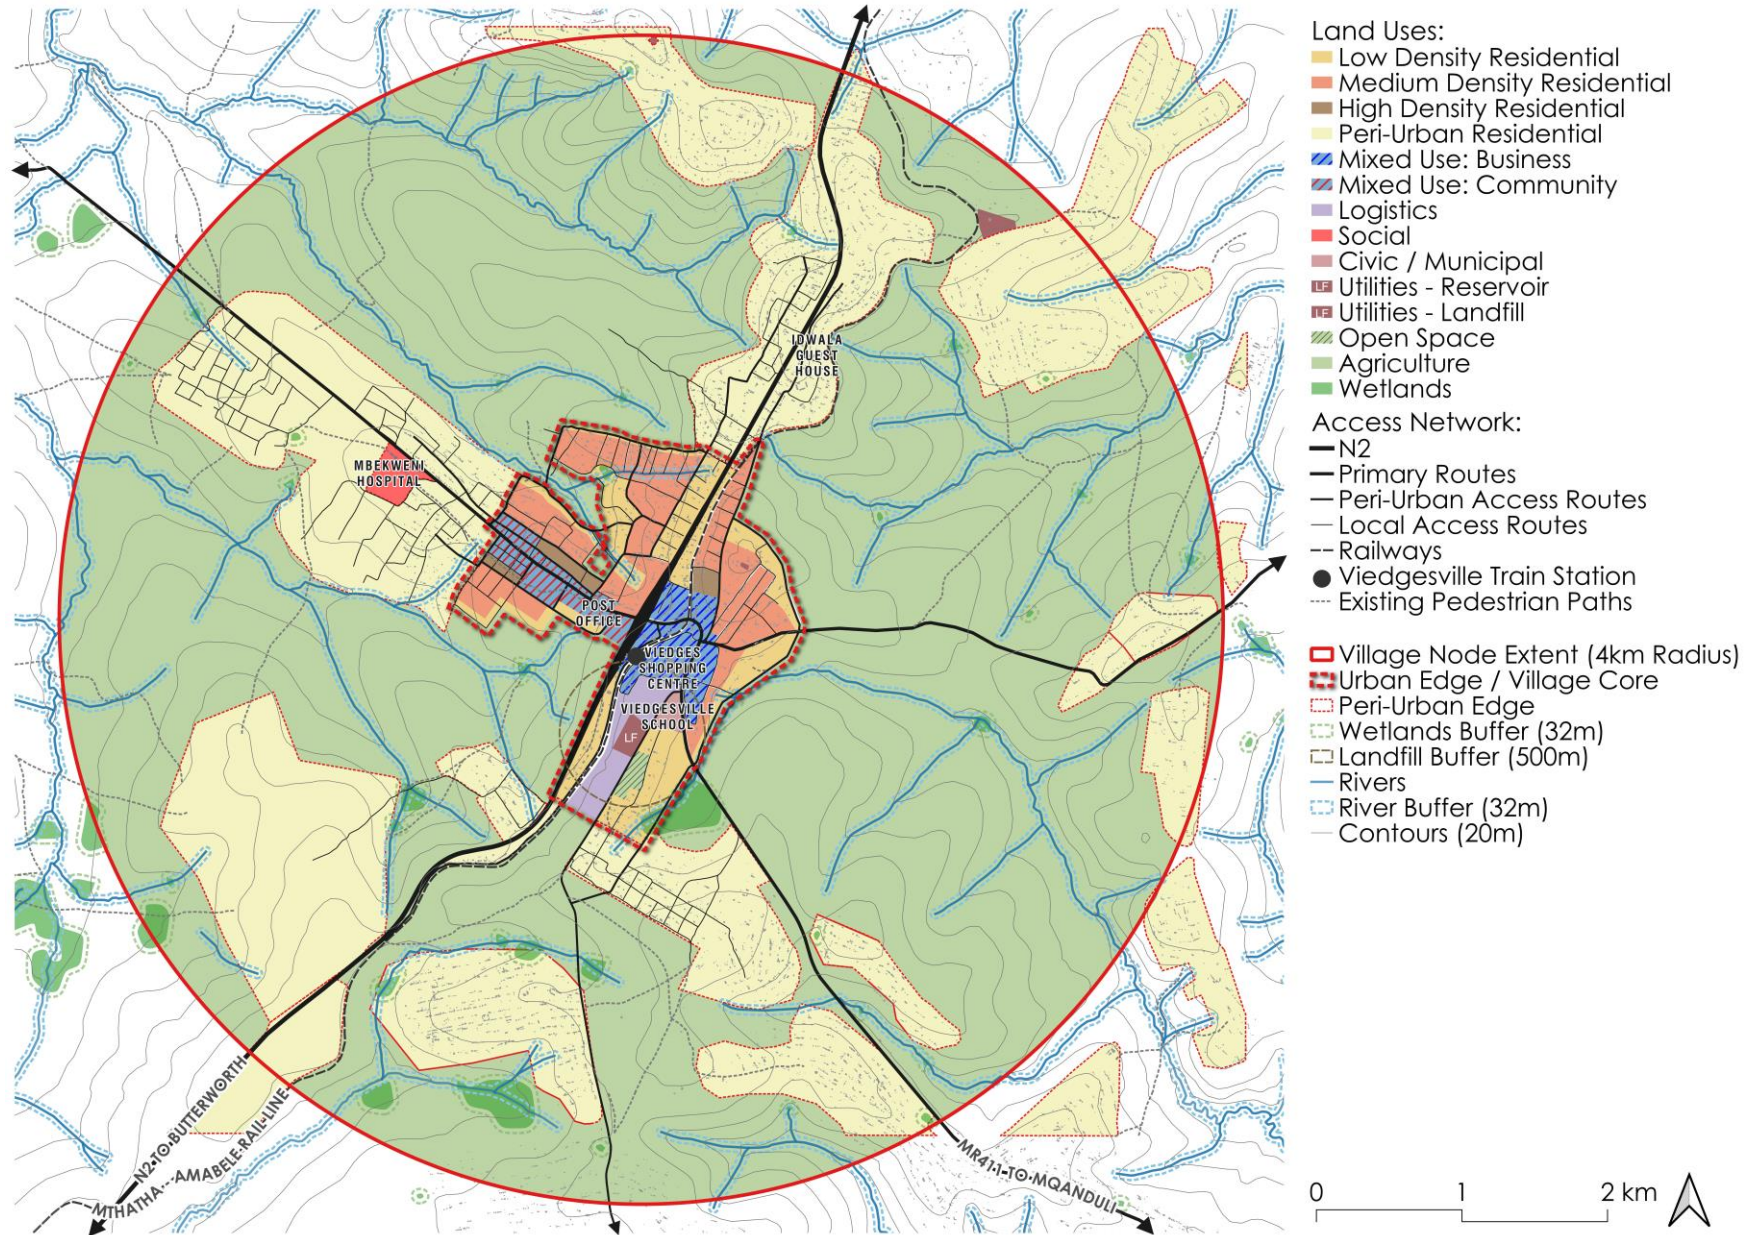 Land Uses:
Low Density Residential
Medium Density Residential
High Density Residential
Peri-Urban Residential
Mixed Use: Business
Mixed Use: Community
Logistics
Social
Civic / Municipal
LF Utilities - Reservoir
LF Utilities - Landfill
Open Space
Agriculture
Wetlands
Access Network:
N2
Primary Routes
Peri-Urban Access Routes
Local Access Routes
Railways
Viedgesville Train Station
Existing Pedestrian Paths
Village Node Extent (4km Radius)
Urban Edge / Village Core
Peri-Urban Edge
Wetlands Buffer (32m)
Landfill Buffer (500m)
Rivers
River Buffer (32m)
Contours (20m)
IDWALA
GUEST
HOUSE
MBEKWENI
HOSPITAL
POST
OFFICE
VIEDGES
SHOPPING
CENTRE
VIEDGESVILLE
SCHOOL
LF
N2-TO-BUTTERWORTH
MTHATHA---AMABELE-RAIL-LINE
MR411-TO-MQANDULI
0 1 2 km